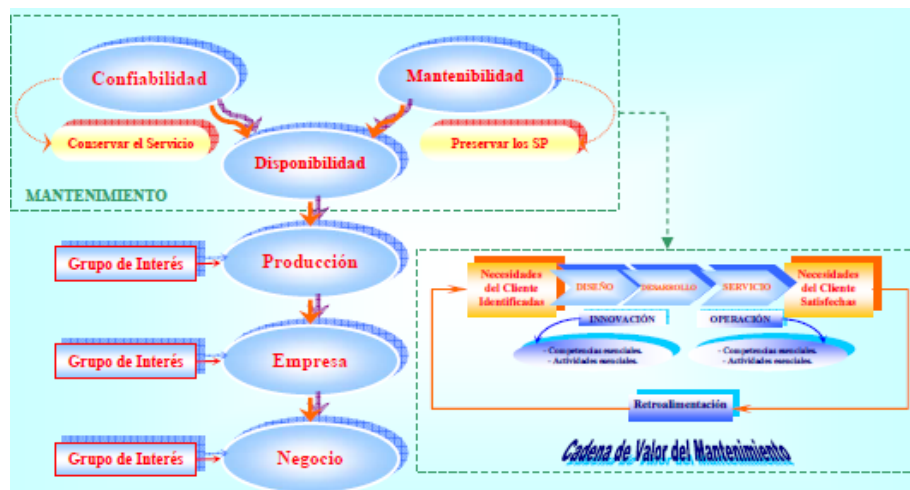 Confiabilidad
Mantenibilidad
Conservar el Servicio
Preservar los SP
Disponibilidad
MANTENIMIENTO
Grupo de Interés
Producción
Grupo de Interés
Empresa
Grupo de Interés
Negocio
Necesidades
del Cliente
Identificadas
DISEÑO
DESARROLLO
SERVICIO
Necesidades
del Cliente
Satisfechas
INNOVACIÓN
OPERACIÓN
- Competencias esenciales.
- Actividades esenciales.
- Competencias esenciales.
- Actividades esenciales.
Retroalimentación
Cadena de Valor del Mantenimiento